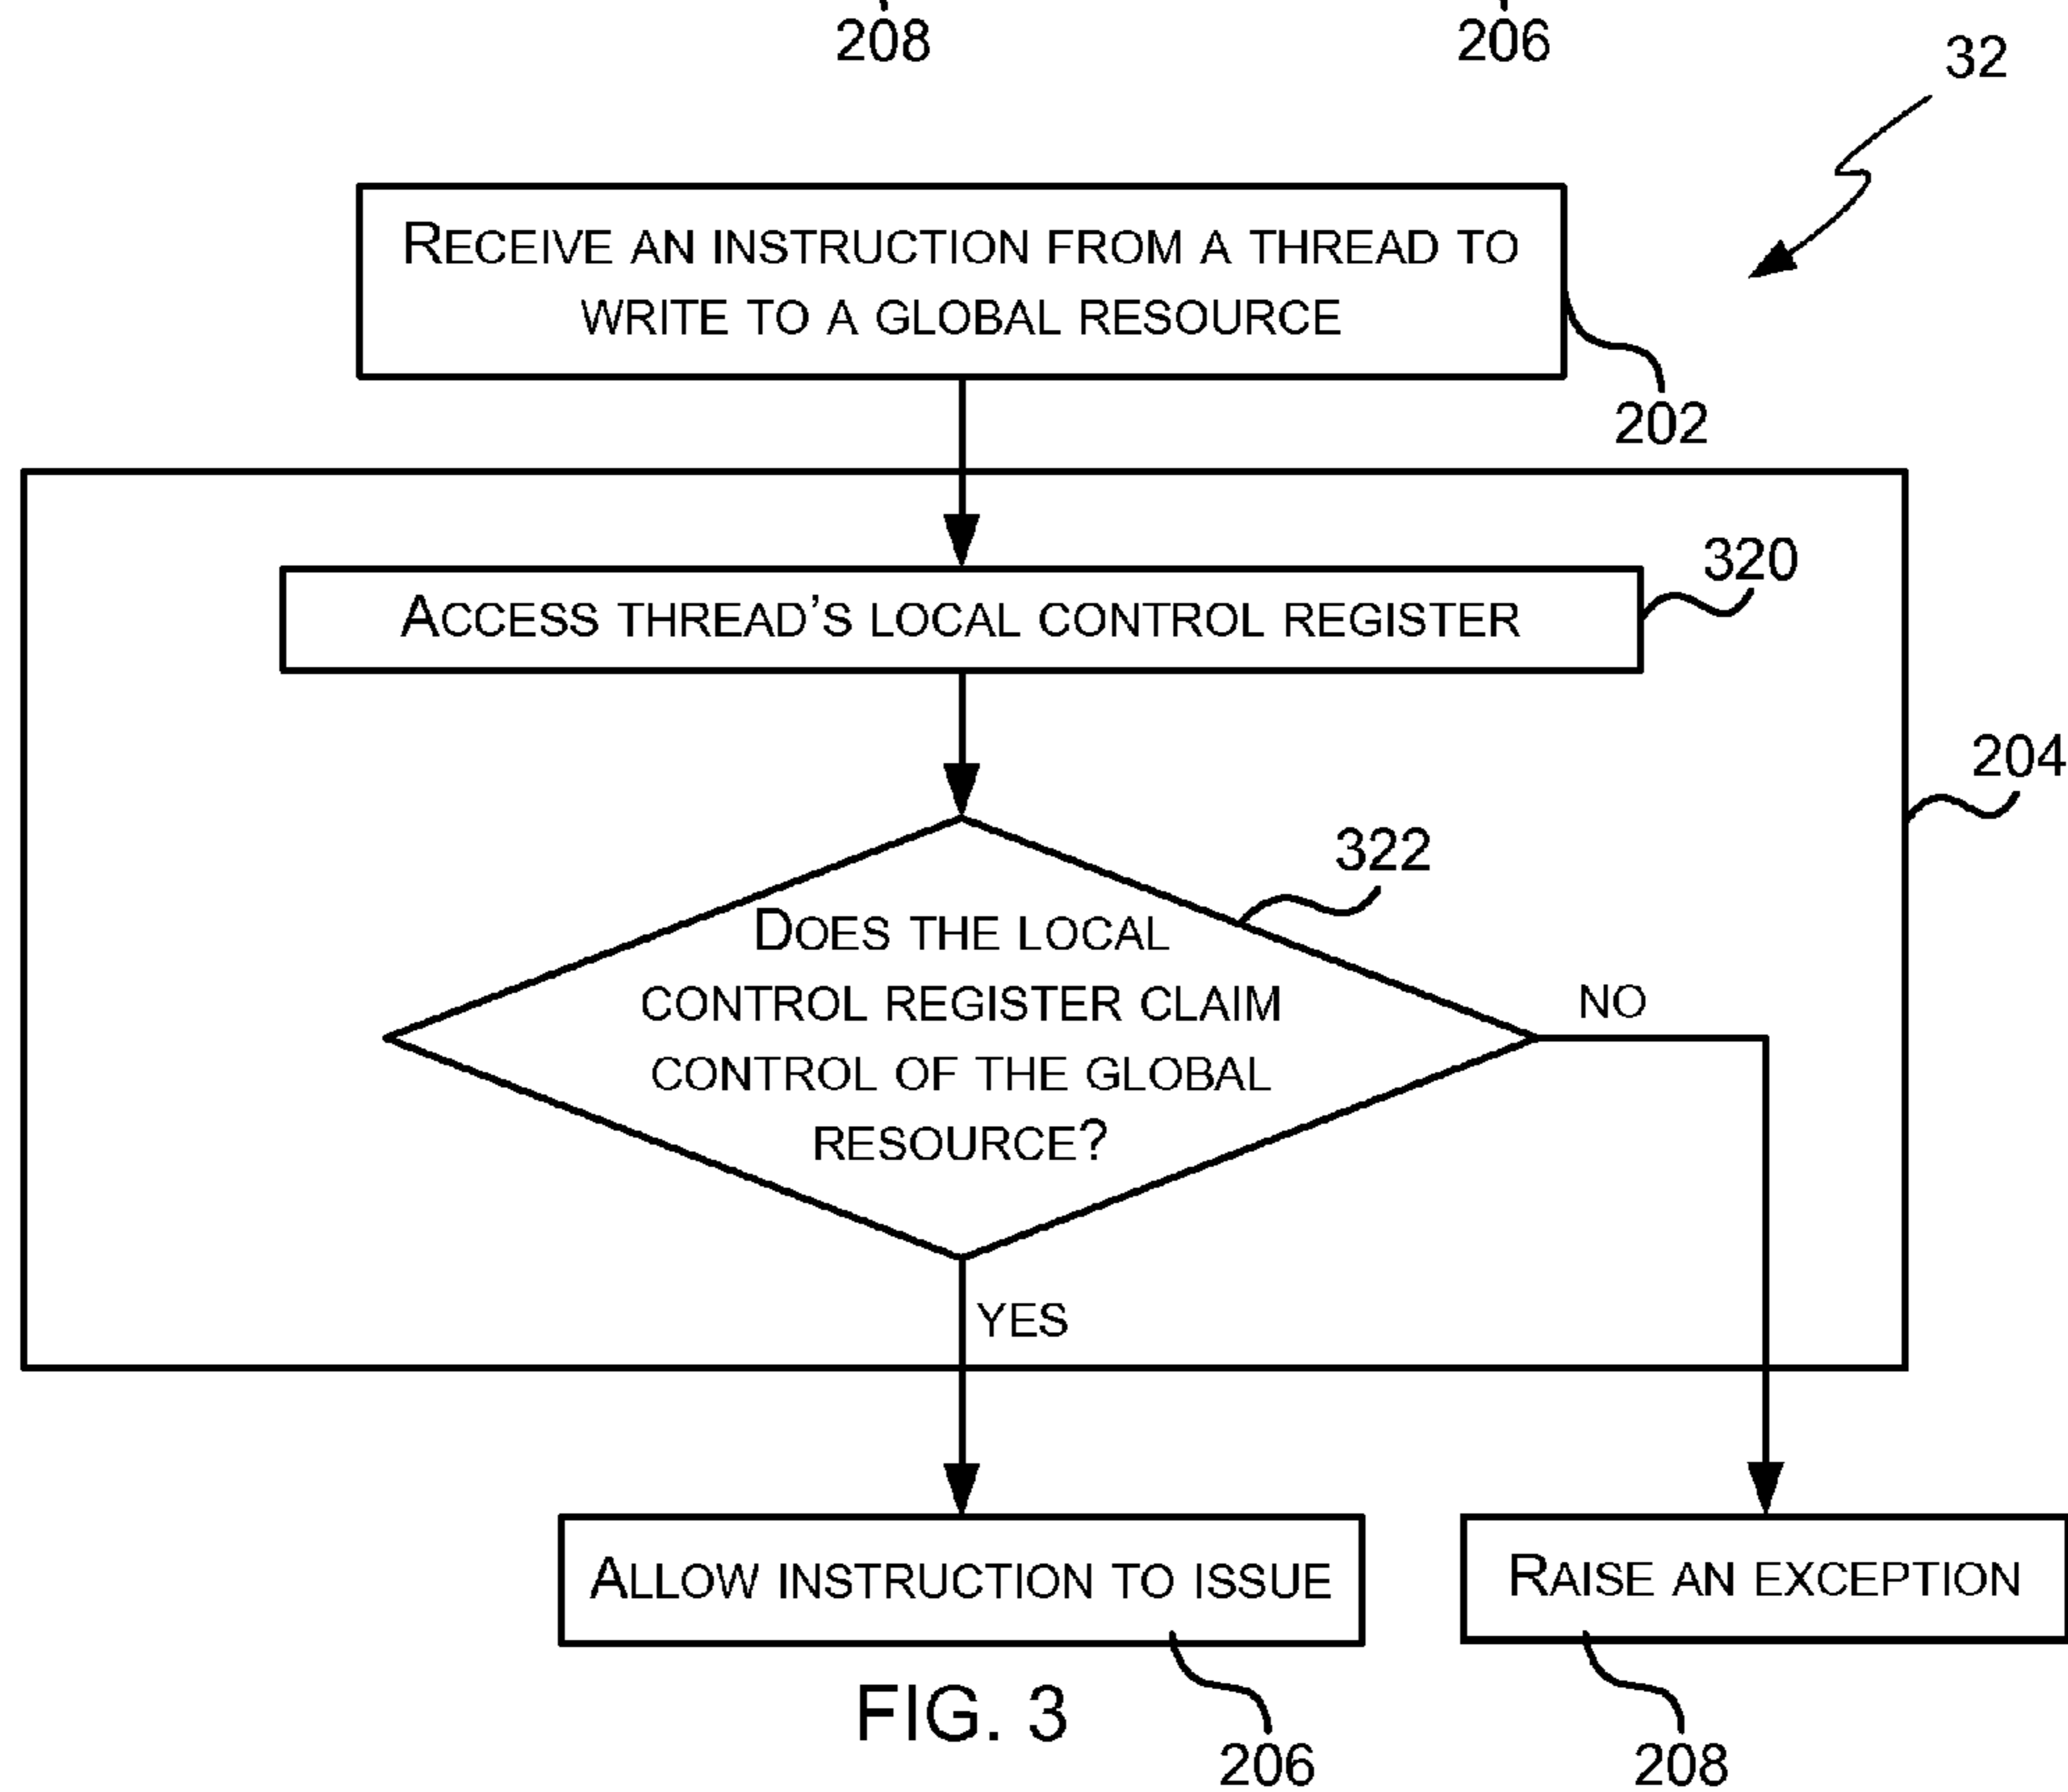 208
206
32
RECEIVE AN INSTRUCTION FROM A THREAD TO
WRITE TO A GLOBAL RESOURCE
202
ACCESS THREAD'S LOCAL CONTROL REGISTER
320
204
322
DOES THE LOCAL
CONTROL REGISTER CLAIM
CONTROL OF THE GLOBAL
RESOURCE?
NO
YES
ALLOW INSTRUCTION TO ISSUE
RAISE AN EXCEPTION
FIG. 3
206
208